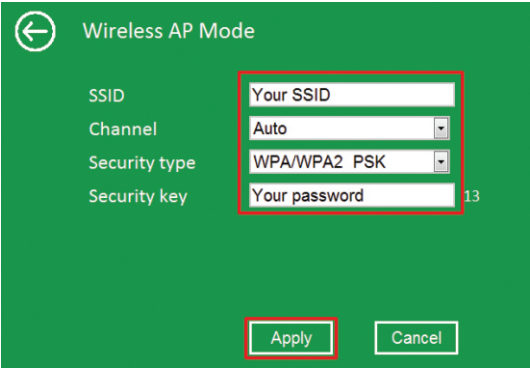 Wireless AP Mode
SSID Your SSID
Channel Auto
Security type WPA/WPA2 PSK
Security key Your password 13
Apply Cancel